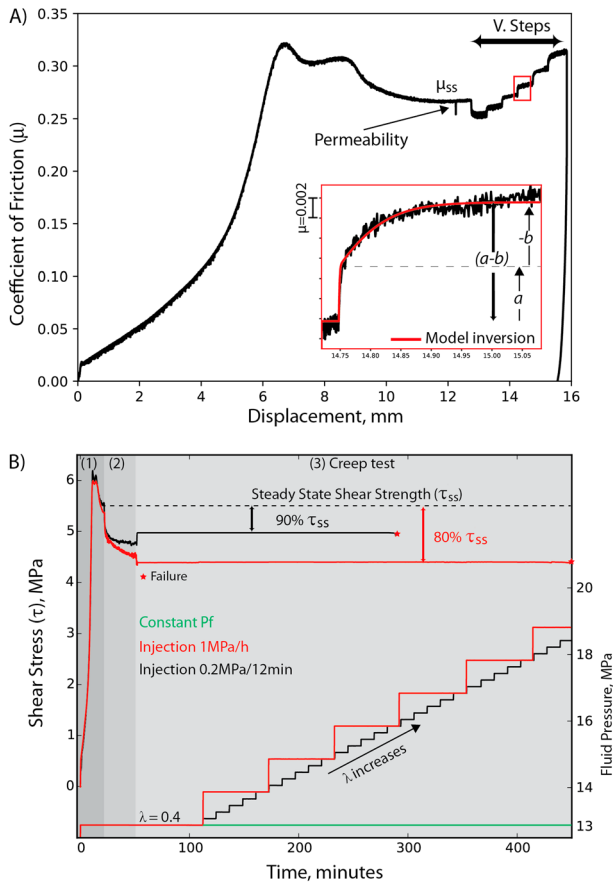 A)
V. Steps
0.35
0.30
0.25
0.20
0.15
0.10
0.05
0.00
Coefficient of Friction (μ)
μss
Permeability
μ=0.002
(a-b)
-b
a
Model inversion
14.75 14.80 14.85 14.90 14.95 15.00 15.05
0 2 4 6 8 10 12 14 16
Displacement, mm
B)
(1) (2) (3) Creep test
Steady State Shear Strength (τss)
90% τss
80% τss
★ Failure
Constant Pf
Injection 1MPa/h
Injection 0.2MPa/12min
λ increases
λ = 0.4
6
5
4
3
2
1
0
Shear Stress (τ), MPa
20
18
16
14
13
Fluid Pressure, MPa
0 100 200 300 400
Time, minutes